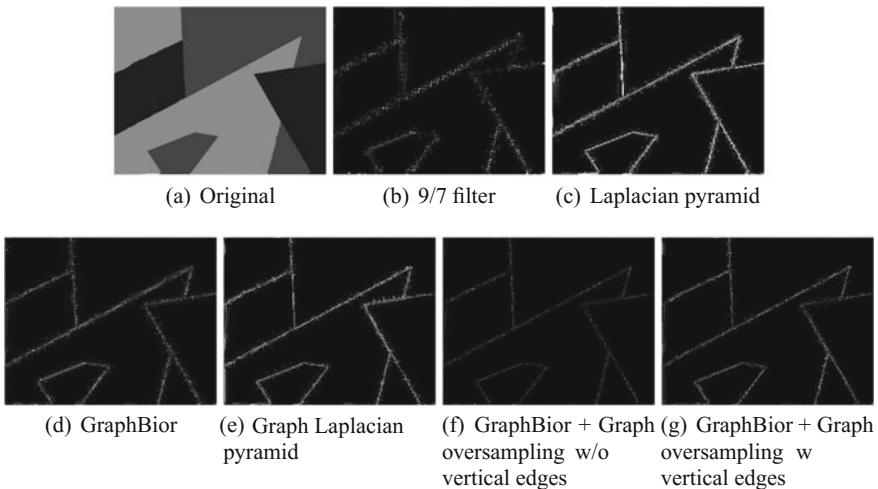 (a) Original
(b) 9/7 filter
(c) Laplacian pyramid
(d) GraphBior
(e) Graph Laplacian
pyramid
(f) GraphBior + Graph
oversampling w/o
vertical edges
(g) GraphBior + Graph
oversampling w
vertical edges